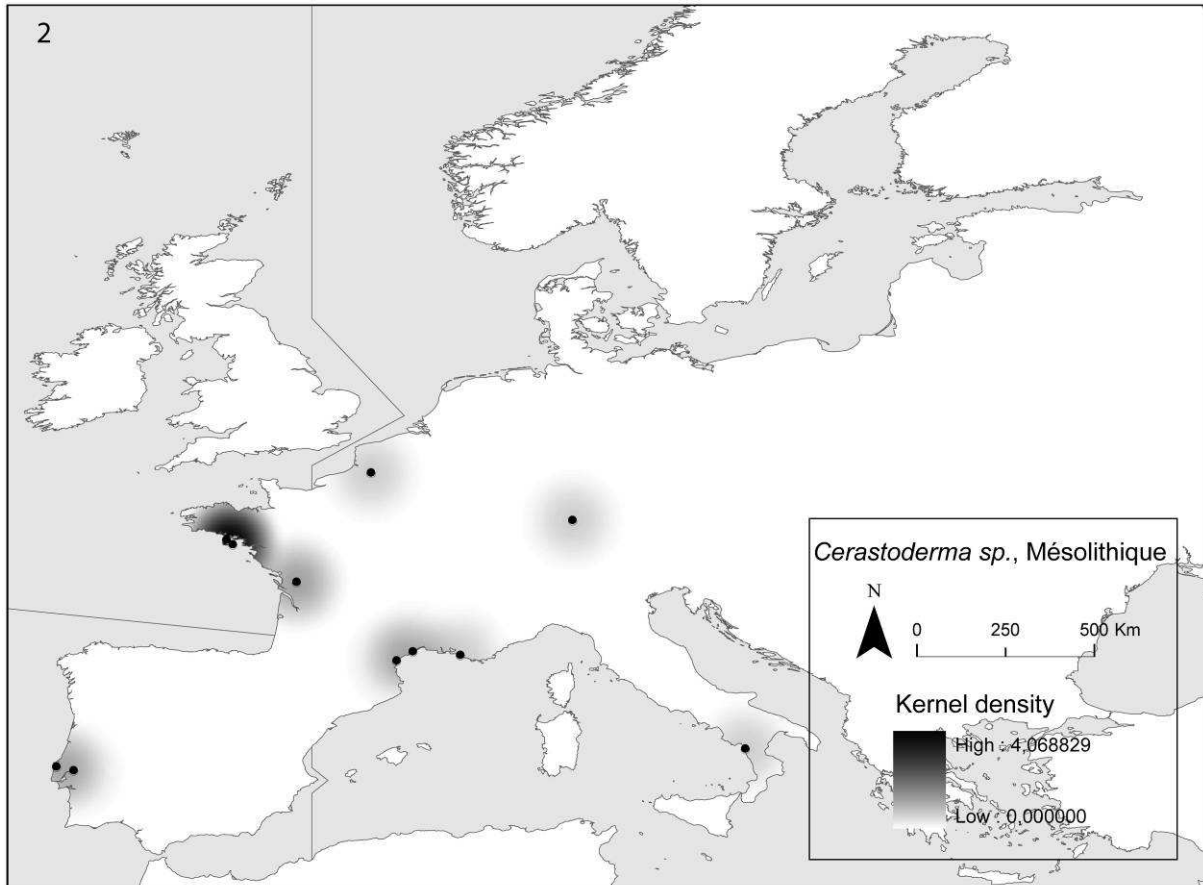 2
Cerastoderma sp., Mésolithique
N
0 250 500 Km
Kernel density
High : 4,068829
Low : 0,000000